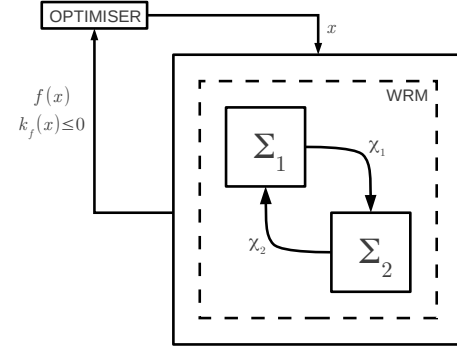 OPTIMISER
x
f(x)
k_f(x)≤0
WRM
Σ₁
χ₁
χ₂
Σ₂